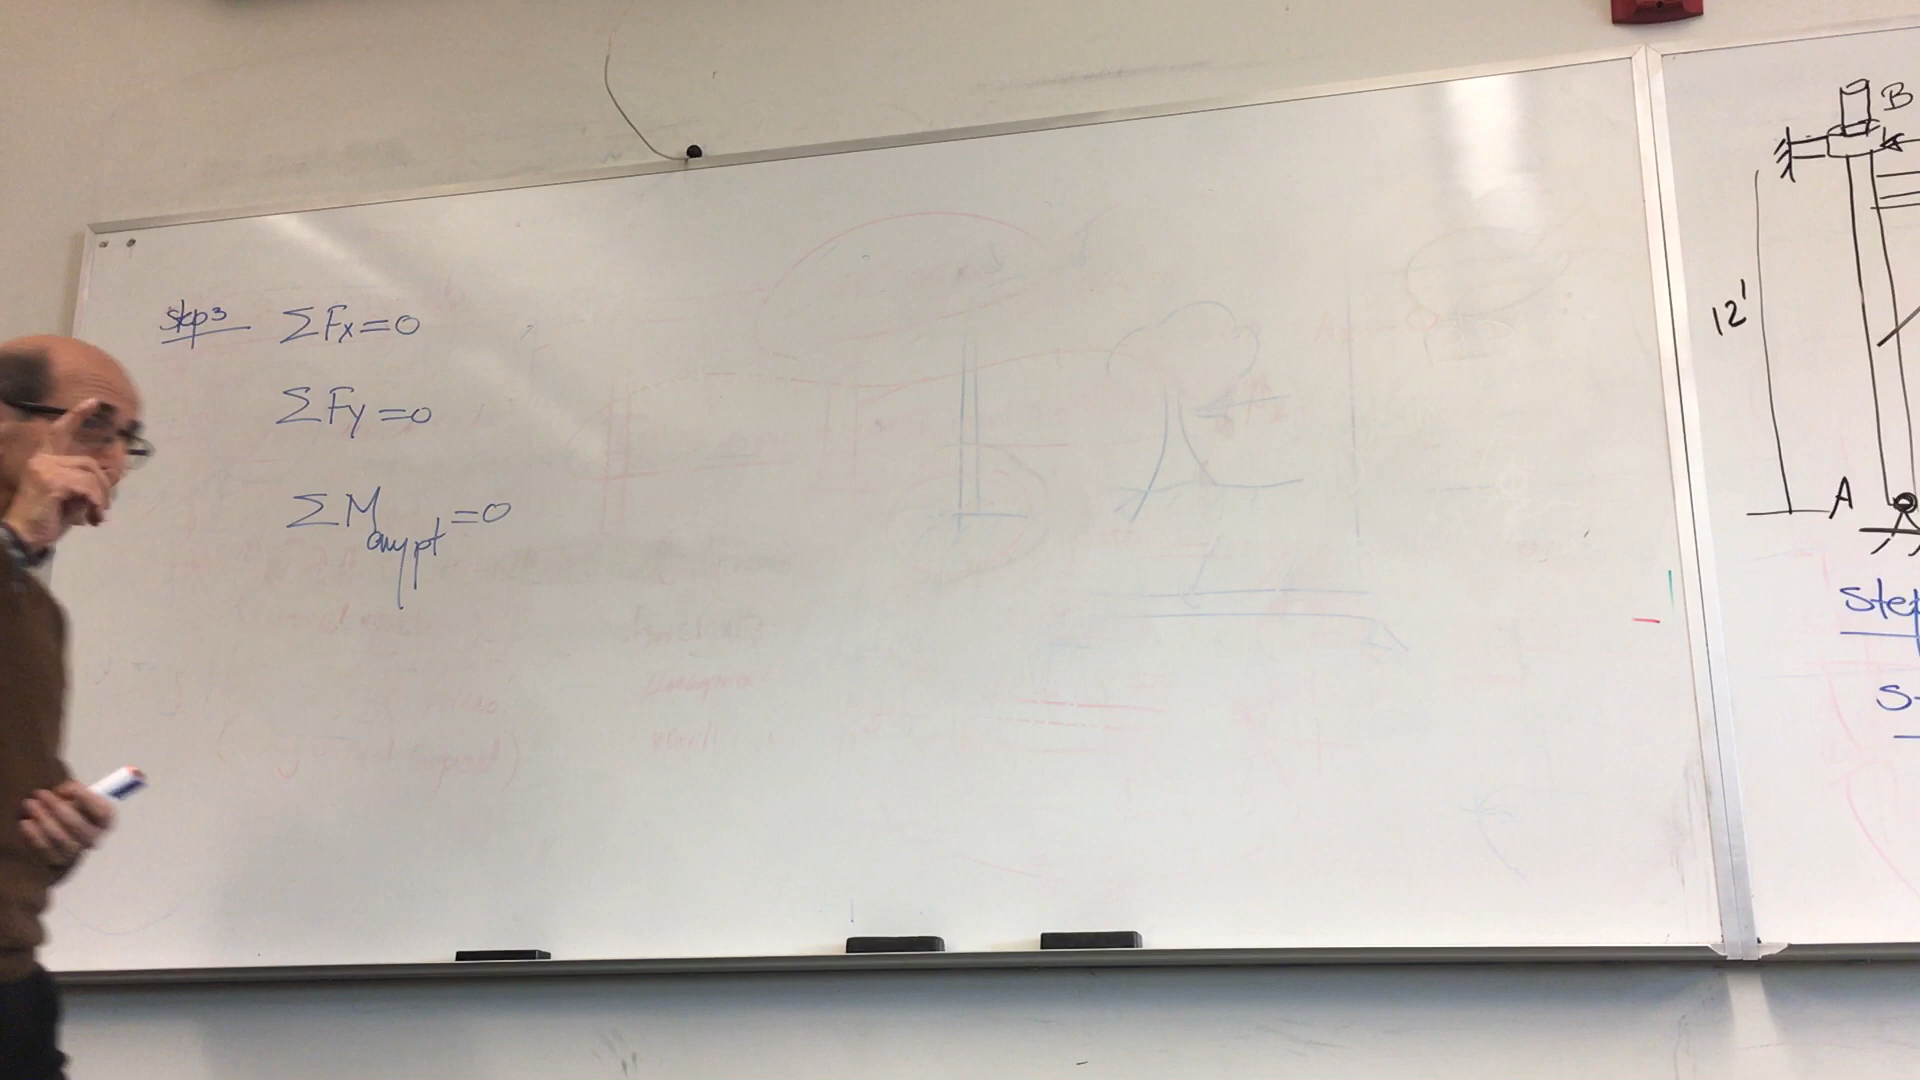 step 3 ΣFx=0
ΣFy=0
ΣM any pt =0
B
12'
A
Step
S